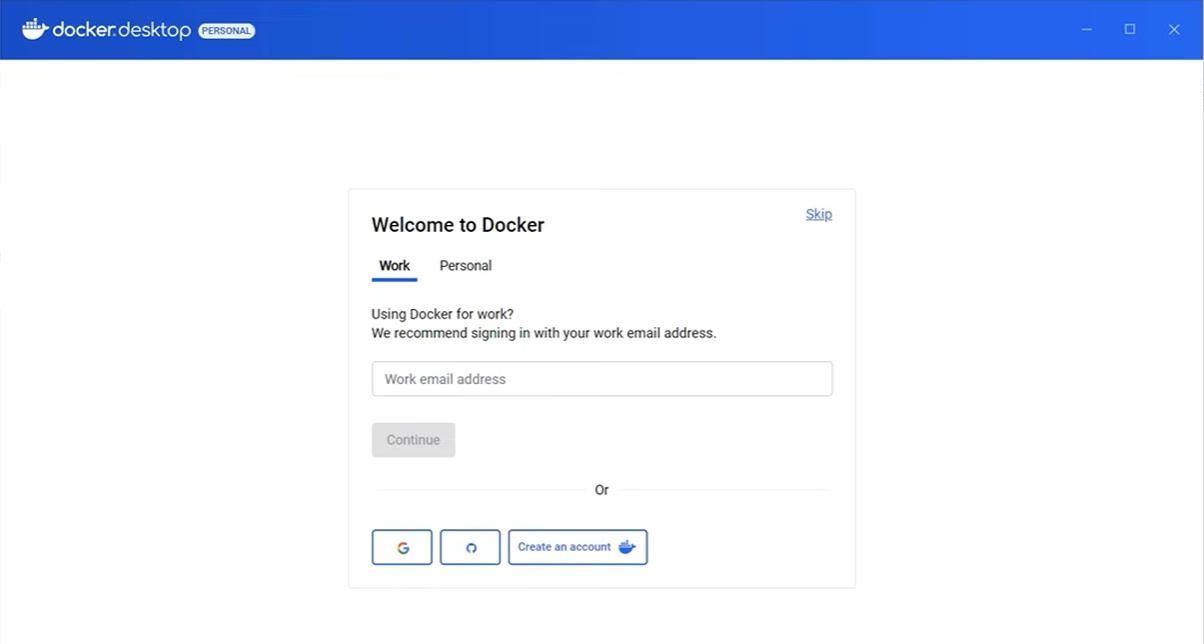 docker.desktop PERSONAL
Welcome to Docker
Skip
Work Personal
Using Docker for work?
We recommend signing in with your work email address.
Work email address
Continue
Or
Create an account